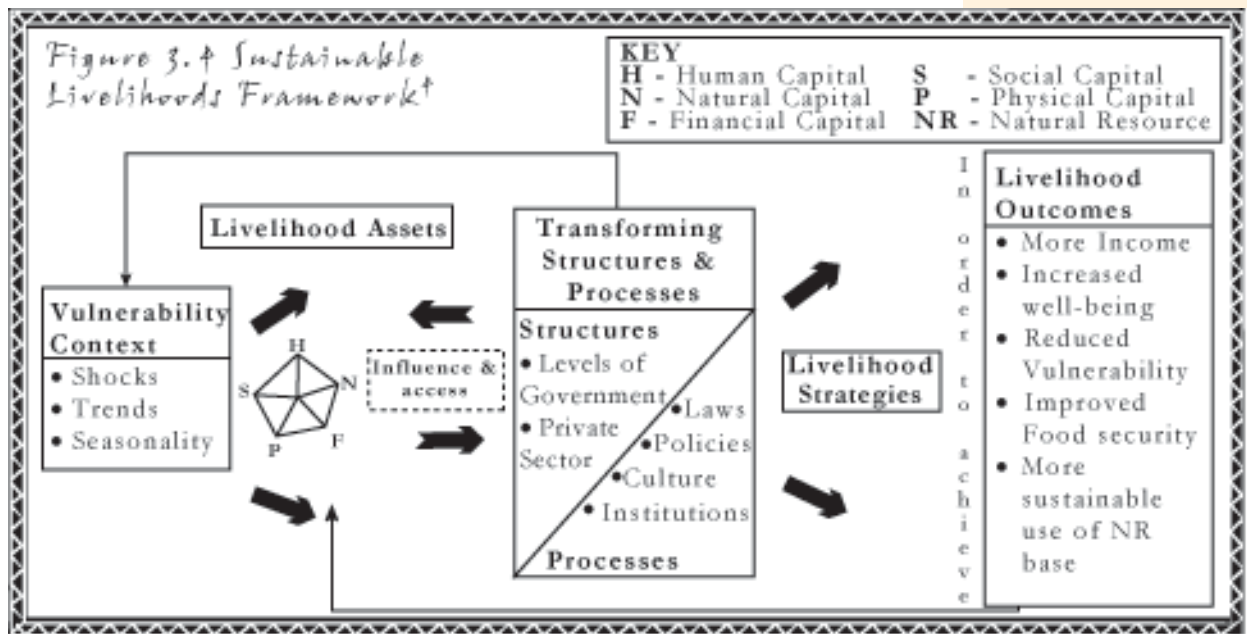 Figure 3.4 Sustainable
Livelihoods Framework†
KEY
H - Human Capital
S - Social Capital
N - Natural Capital
P - Physical Capital
F - Financial Capital
NR - Natural Resource
Livelihood Assets
Vulnerability
Context
• Shocks
• Trends
• Seasonality
H
S
N
P
F
Influence &
access
Transforming
Structures &
Processes
Structures
• Levels of
Government
• Private
Sector
• Laws
• Policies
• Culture
• Institutions
Processes
Livelihood
Strategies
In order to achieve
Livelihood
Outcomes
• More Income
• Increased
well-being
• Reduced
Vulnerability
• Improved
Food security
• More
sustainable
use of NR
base